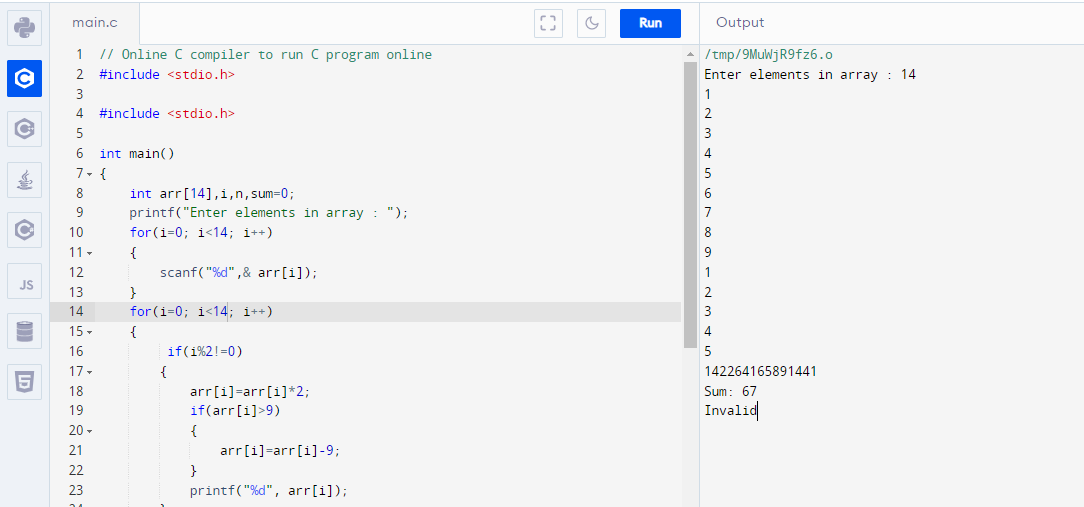 main.c
Run
Output
JS
1 // Online C compiler to run C program online
2 #include <stdio.h>
3
4 #include <stdio.h>
5
6 int main()
7 {
8 int arr[14],i,n,sum=0;
9 printf("Enter elements in array : ");
10 for(i=0; i<14; i++)
11 {
12 scanf("%d",& arr[i]);
13 }
14 for(i=0; i<14; i++)
15 {
16 if(i%2!=0)
17 {
18 arr[i]=arr[i]*2;
19 if(arr[i]>9)
20 {
21 arr[i]=arr[i]-9;
22 }
23 printf("%d", arr[i]);
/tmp/9MuWjR9fz6.o
Enter elements in array : 14
1
2
3
4
5
6
7
8
9
1
2
3
4
5
142264165891441
Sum: 67
Invalid